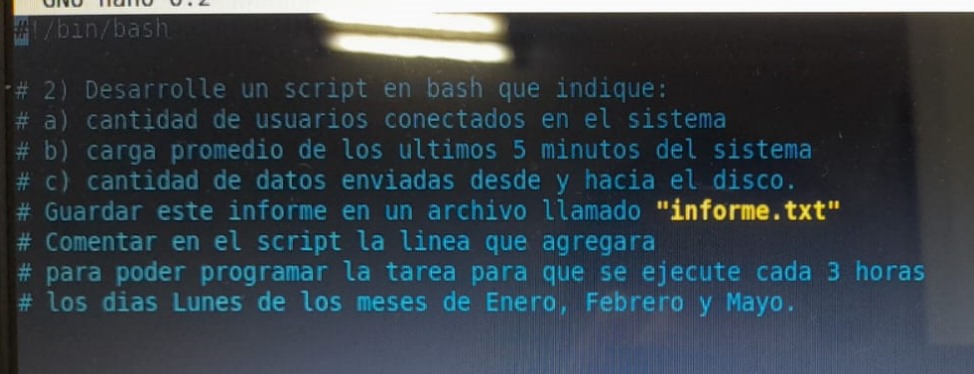 GNU nano 6.2
#!/bin/bash
# 2) Desarrolle un script en bash que indique:
# a) cantidad de usuarios conectados en el sistema
# b) carga promedio de los ultimos 5 minutos del sistema
# c) cantidad de datos enviadas desde y hacia el disco.
# Guardar este informe en un archivo llamado "informe.txt"
# Comentar en el script la linea que agregara
# para poder programar la tarea para que se ejecute cada 3 horas
# los dias Lunes de los meses de Enero, Febrero y Mayo.